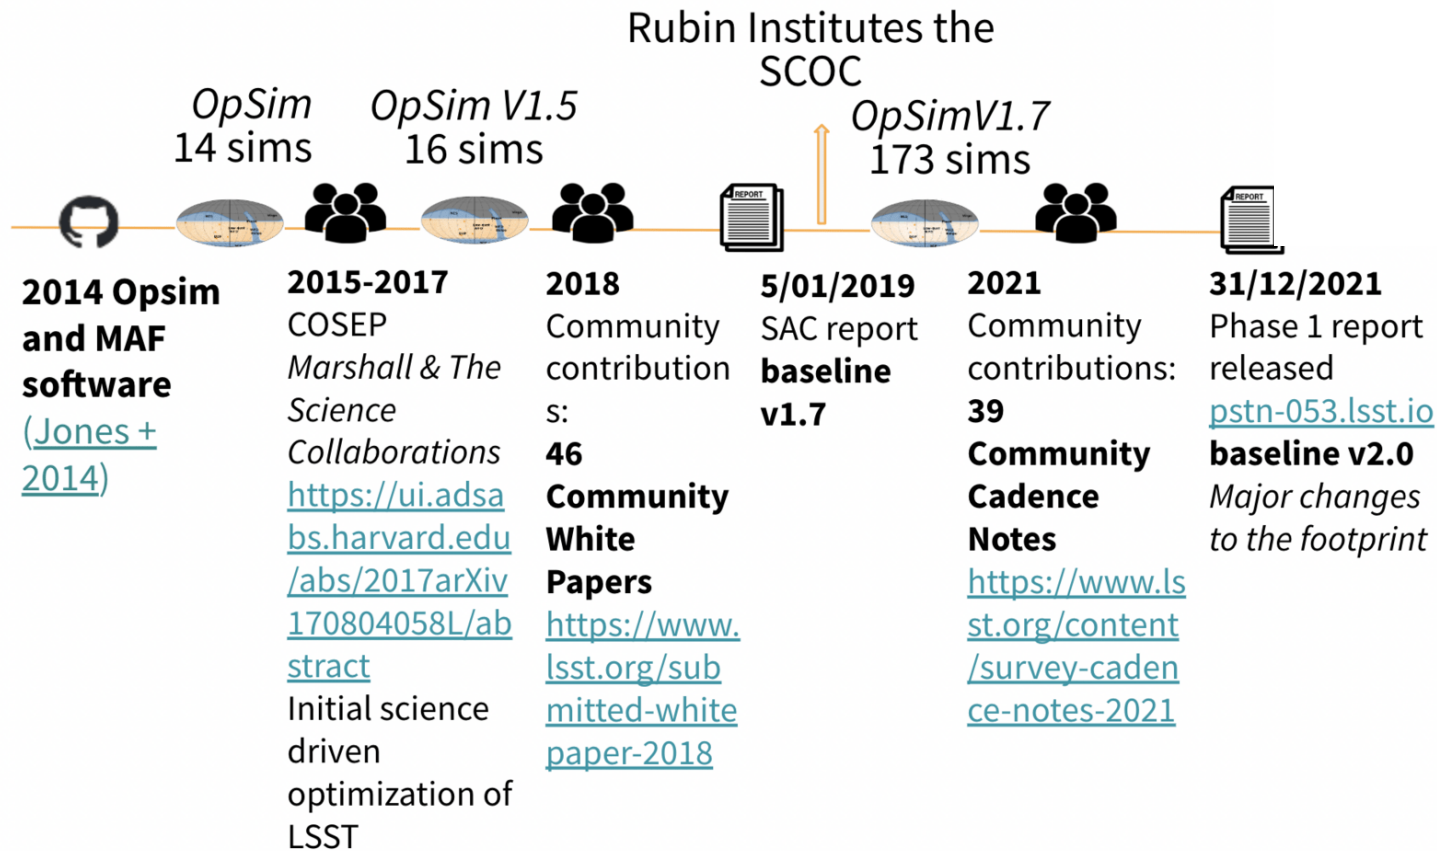 Rubin Institutes the
SCOC
OpSim
14 sims
OpSim V1.5
16 sims
OpSimV1.7
173 sims
REPORT
REPORT
2014 Opsim
and MAF
software
(Jones +
2014)
2015-2017
COSEP
Marshall & The
Science
Collaborations
https://ui.adsa
bs.harvard.edu
/abs/2017arXiv
170804058L/ab
stract
Initial science
driven
optimization of
LSST
2018
Community
contribution
s:
46
Community
White
Papers
https://www.
lsst.org/sub
mitted-white
paper-2018
5/01/2019
SAC report
baseline
v1.7
2021
Community
contributions:
39
Community
Cadence
Notes
https://www.ls
st.org/content
/survey-caden
ce-notes-2021
31/12/2021
Phase 1 report
released
pstn-053.lsst.io
baseline v2.0
Major changes
to the footprint